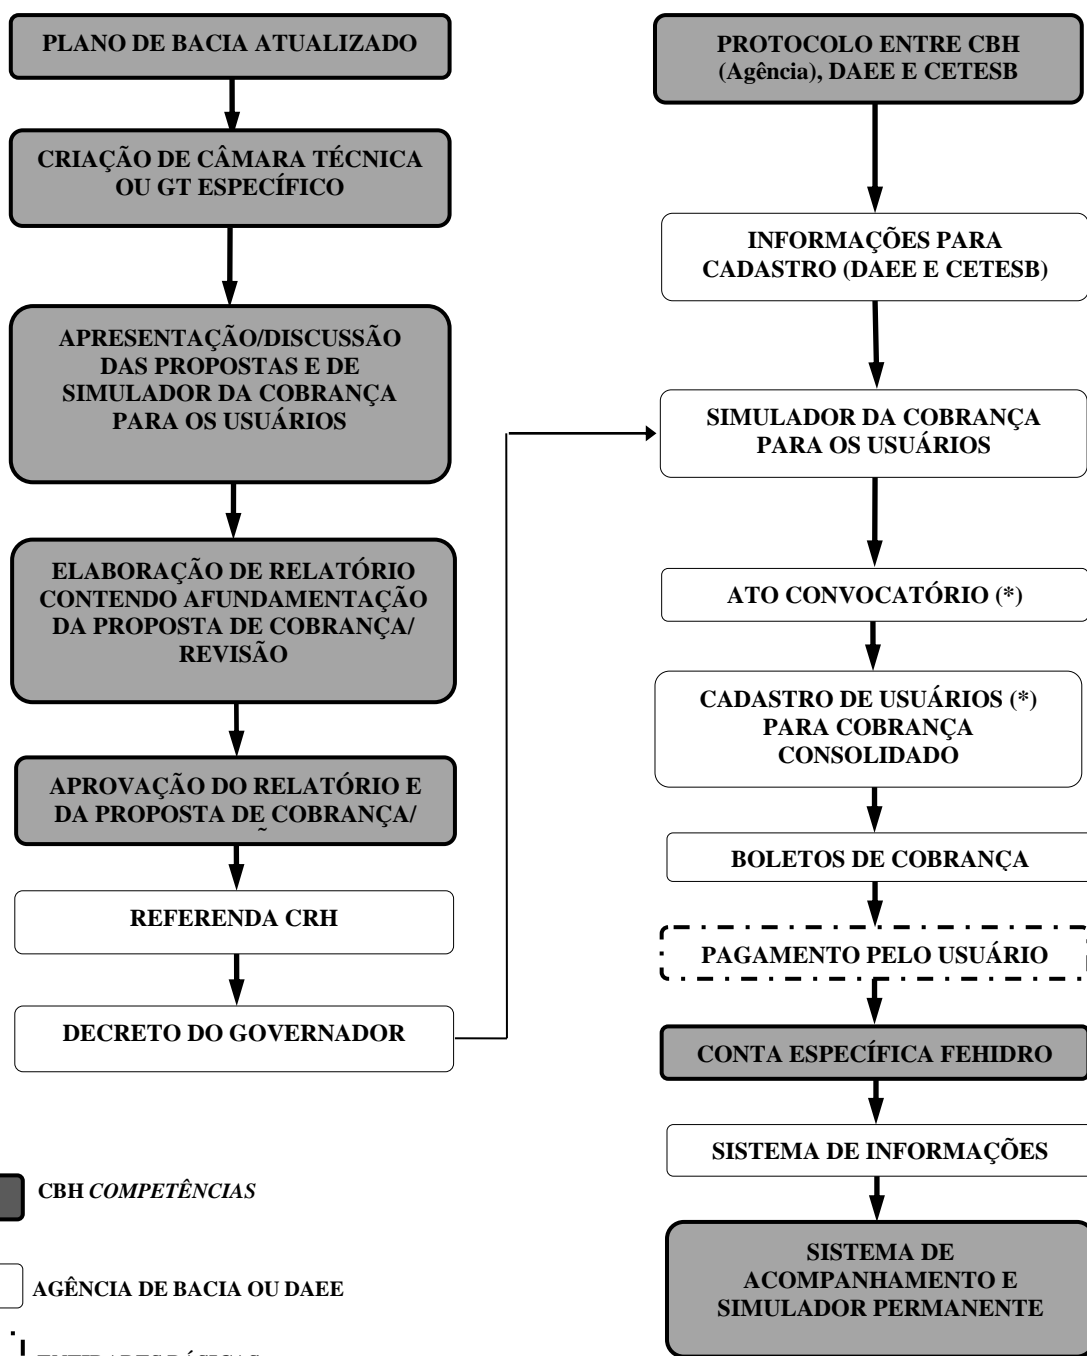 PLANO DE BACIA ATUALIZADO
CRIAÇÃO DE CÂMARA TÉCNICA
OU GT ESPECÍFICO
APRESENTAÇÃO/DISCUSSÃO
DAS PROPOSTAS E DE
SIMULADOR DA COBRANÇA
PARA OS USUÁRIOS
ELABORAÇÃO DE RELATÓRIO
CONTENDO AFUNDAMENTAÇÃO
DA PROPOSTA DE COBRANÇA/
REVISÃO
APROVAÇÃO DO RELATÓRIO E
DA PROPOSTA DE COBRANÇA/
REFERENDA CRH
DECRETO DO GOVERNADOR
PROTOCOLO ENTRE CBH
(Agência), DAEE E CETESB
INFORMAÇÕES PARA
CADASTRO (DAEE E CETESB)
SIMULADOR DA COBRANÇA
PARA OS USUÁRIOS
ATO CONVOCATÓRIO (*)
CADASTRO DE USUÁRIOS (*)
PARA COBRANÇA
CONSOLIDADO
BOLETOS DE COBRANÇA
PAGAMENTO PELO USUÁRIO
CONTA ESPECÍFICA FEHIDRO
SISTEMA DE INFORMAÇÕES
SISTEMA DE
ACOMPANHAMENTO E
SIMULADOR PERMANENTE
CBH COMPETÊNCIAS
AGÊNCIA DE BACIA OU DAEE